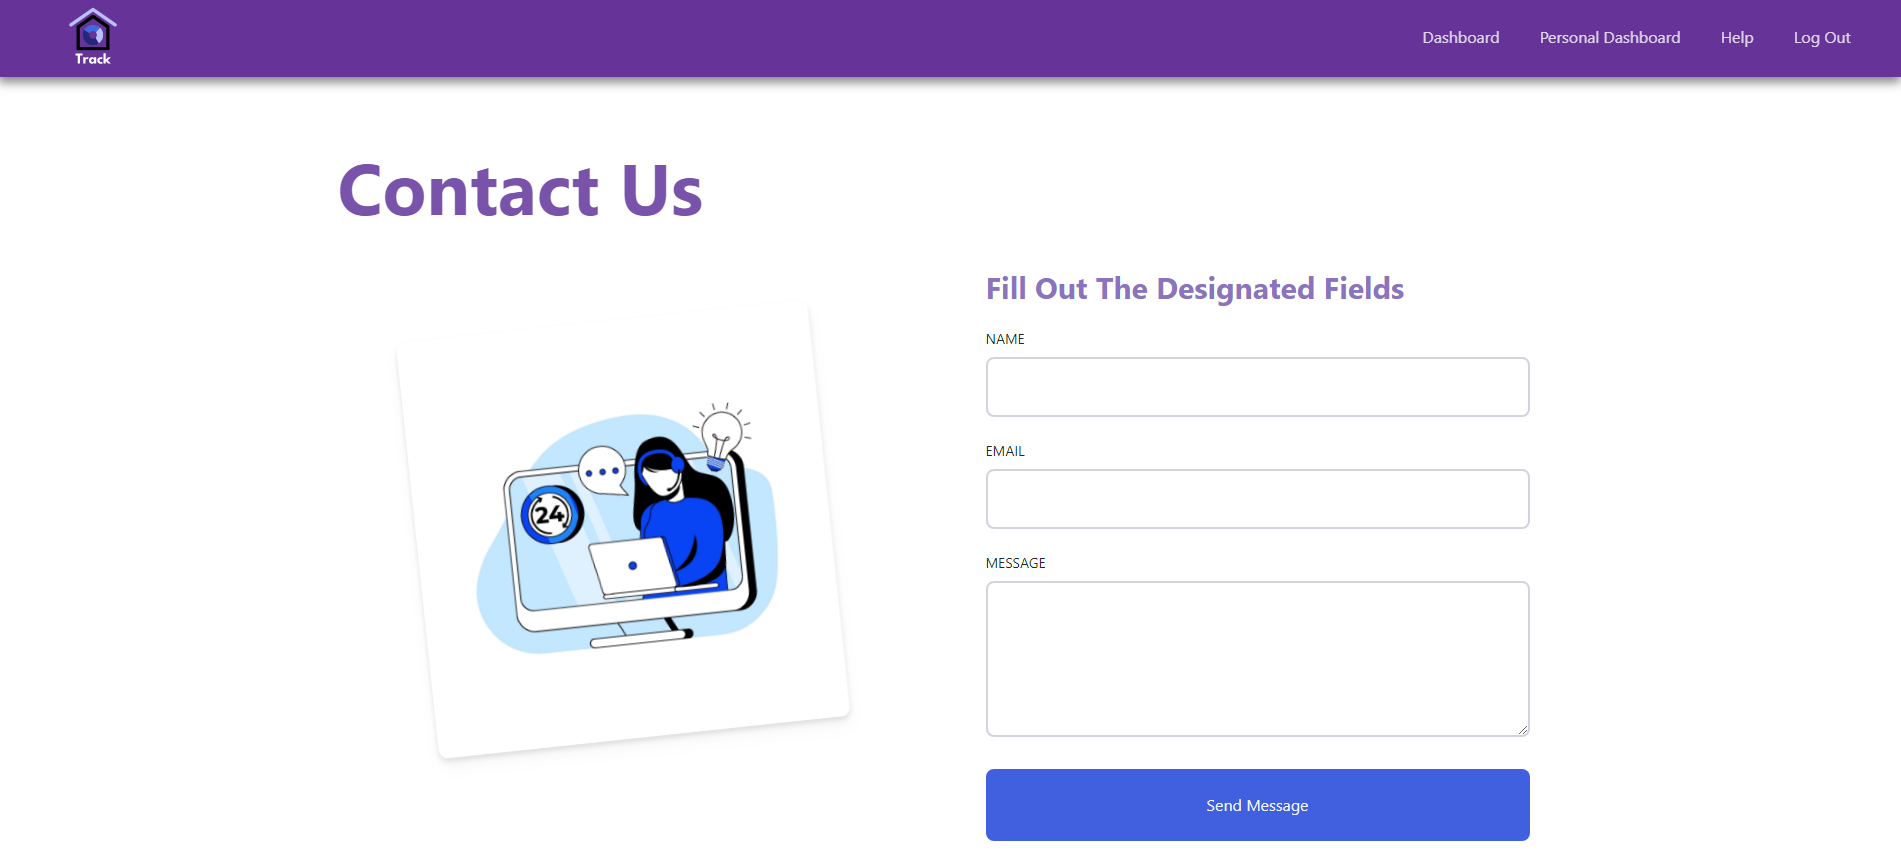 Track
Dashboard Personal Dashboard Help Log Out
Contact Us
24
Fill Out The Designated Fields
NAME
EMAIL
MESSAGE
Send Message